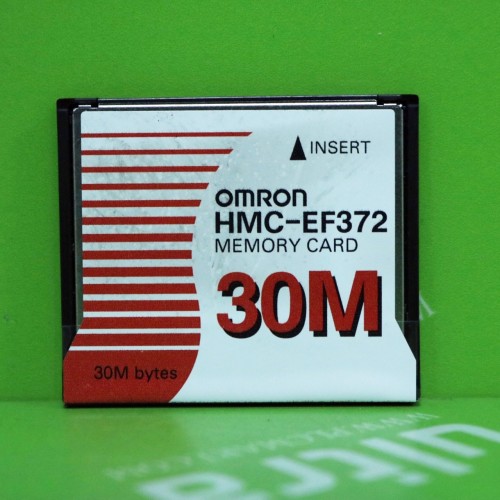 INSERT
OMRON
HMC-EF372
MEMORY CARD
30M
30M bytes